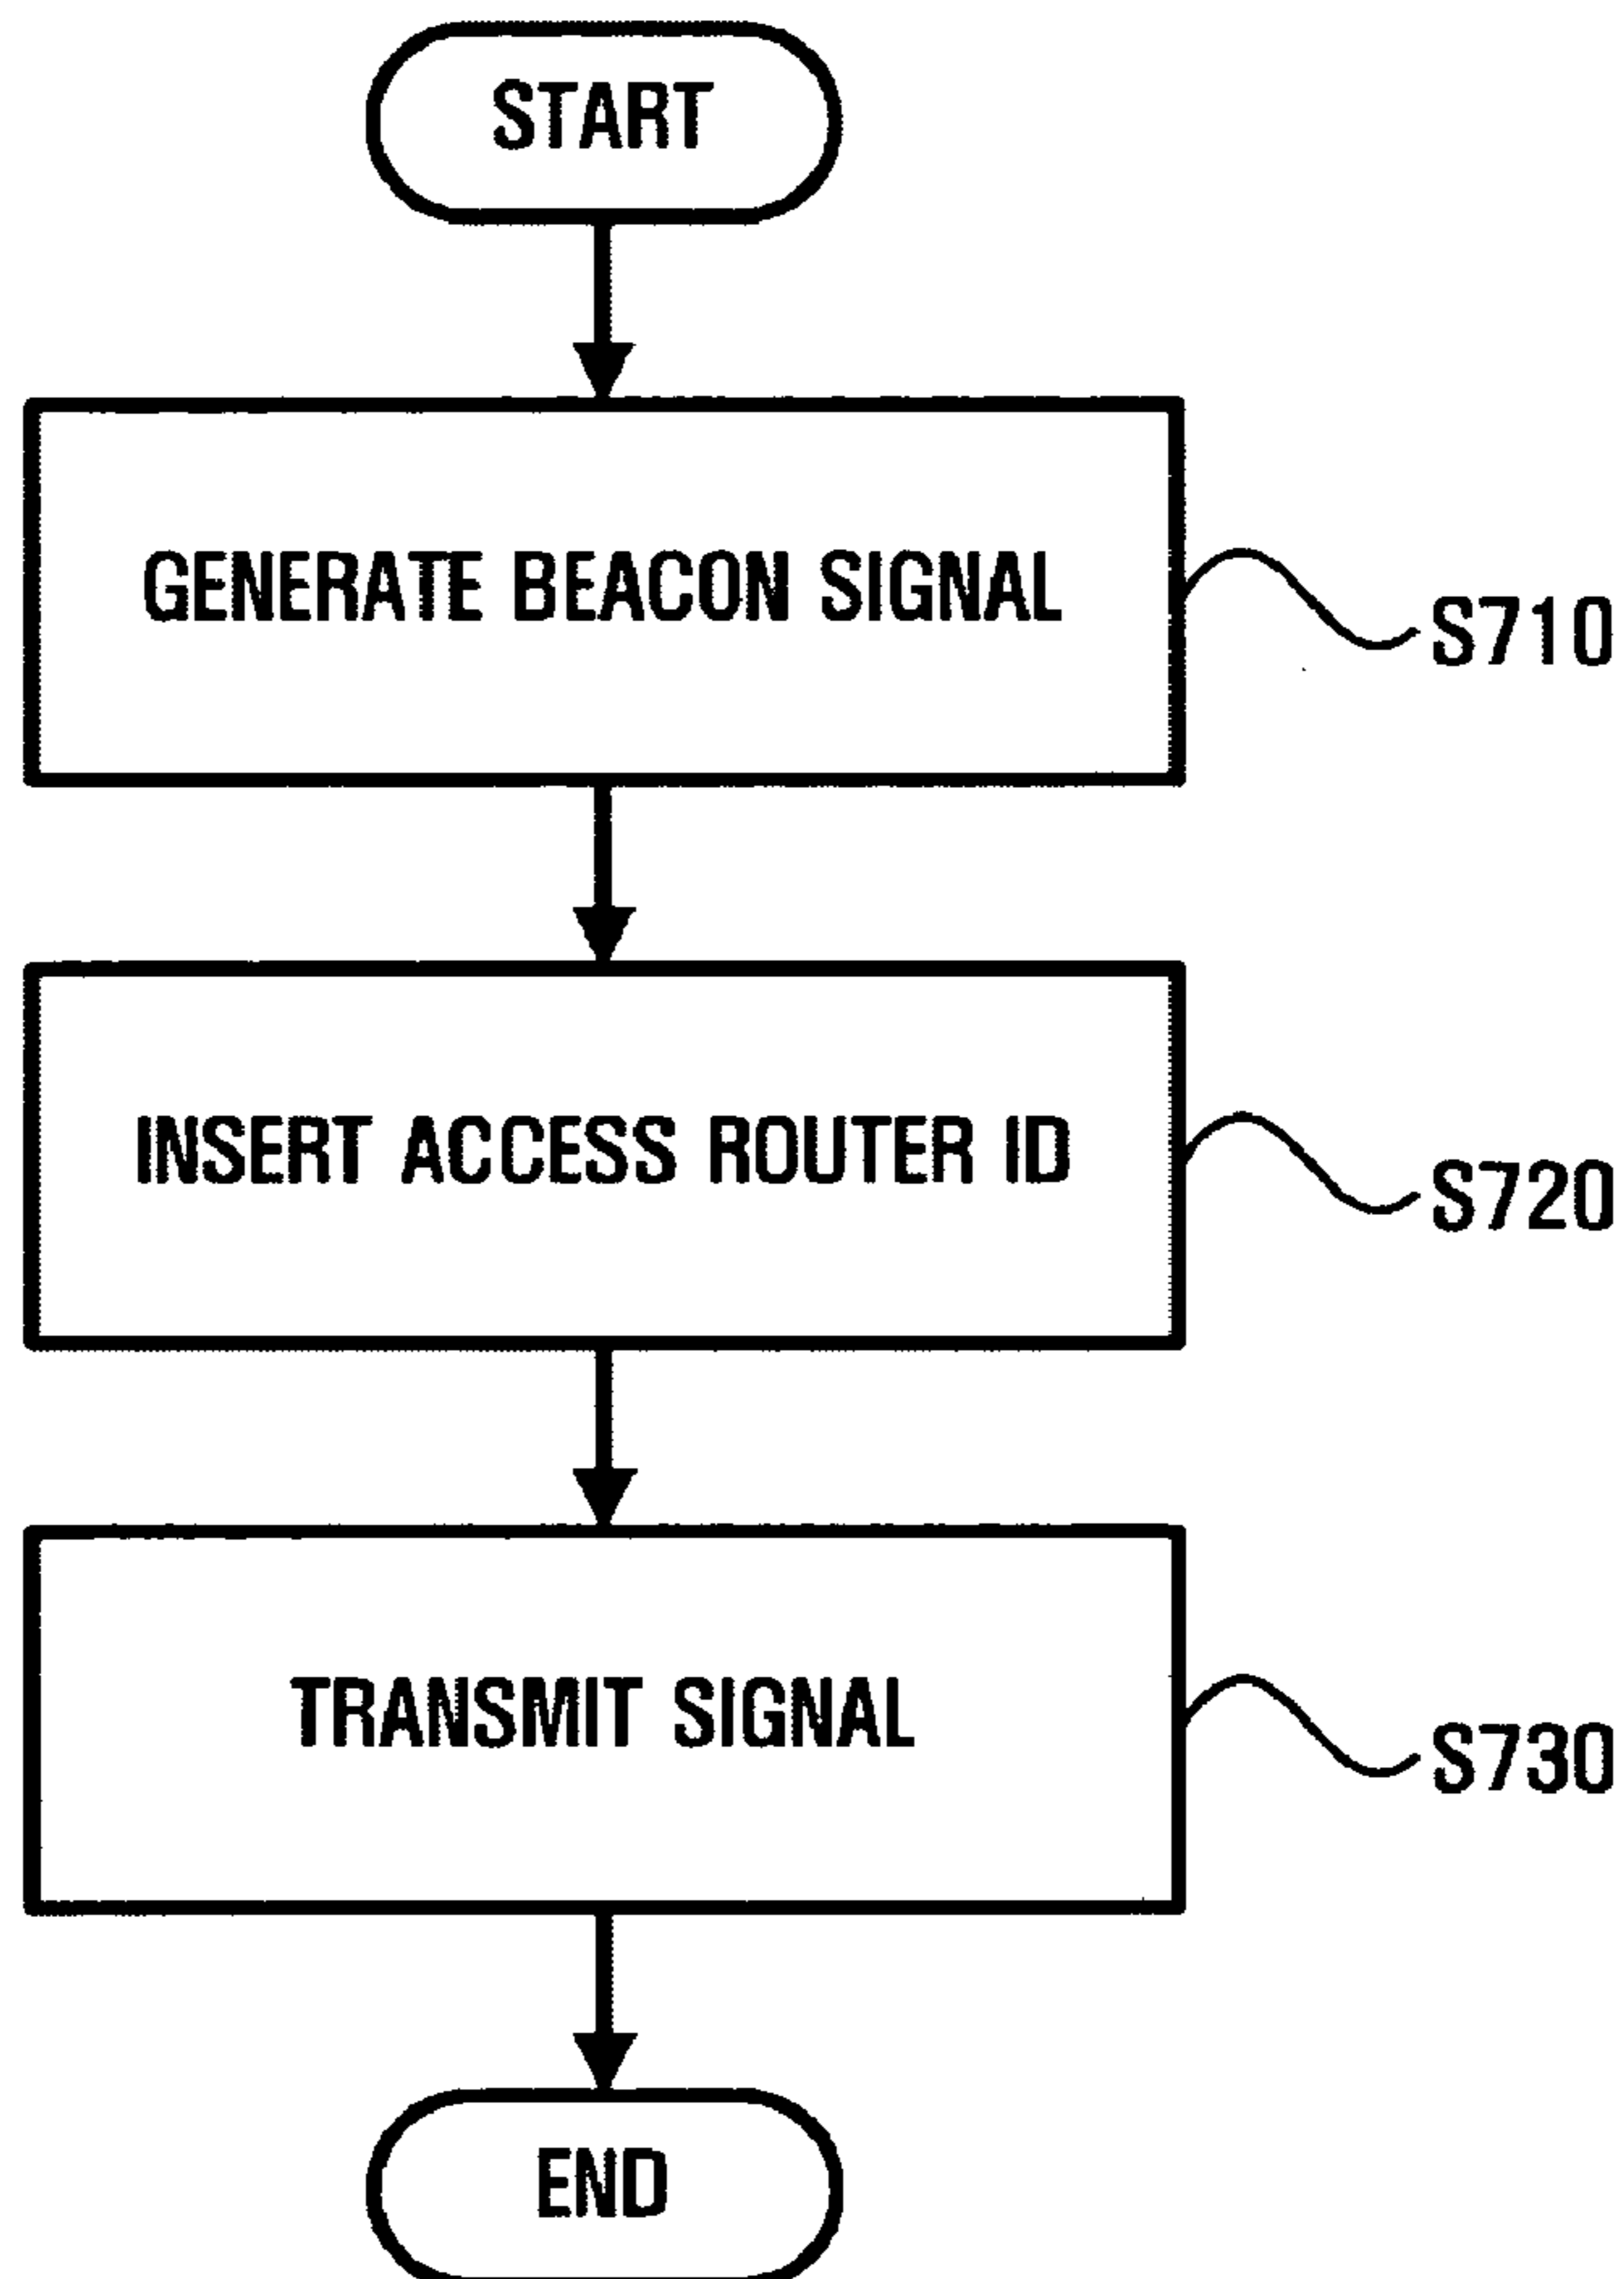 START
GENERATE BEACON SIGNAL
S710
INSERT ACCESS ROUTER ID
S720
TRANSMIT SIGNAL
S730
END